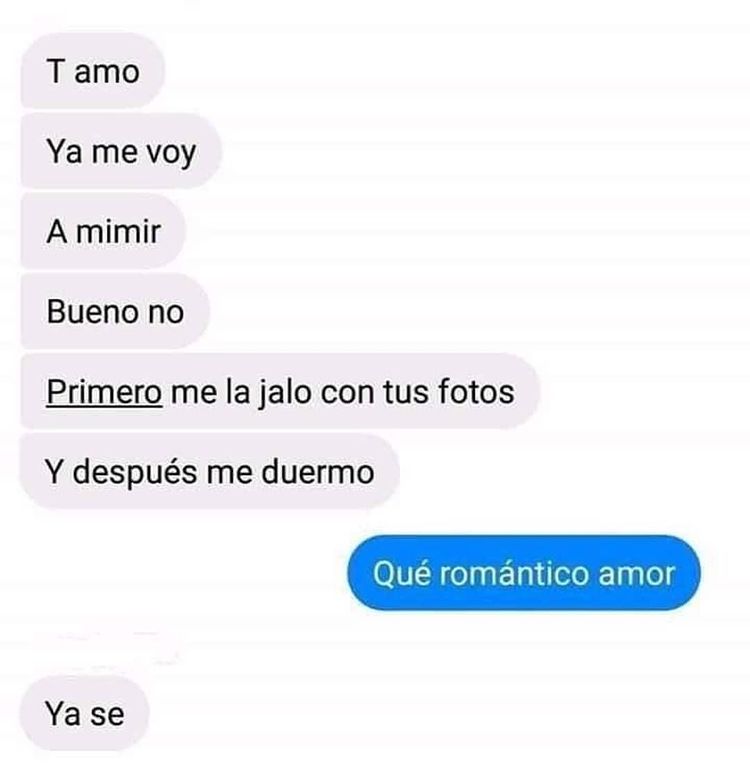 T amo
Ya me voy
A mimir
Bueno no
Primero me la jalo con tus fotos
Y después me duermo
Qué romántico amor
Ya se